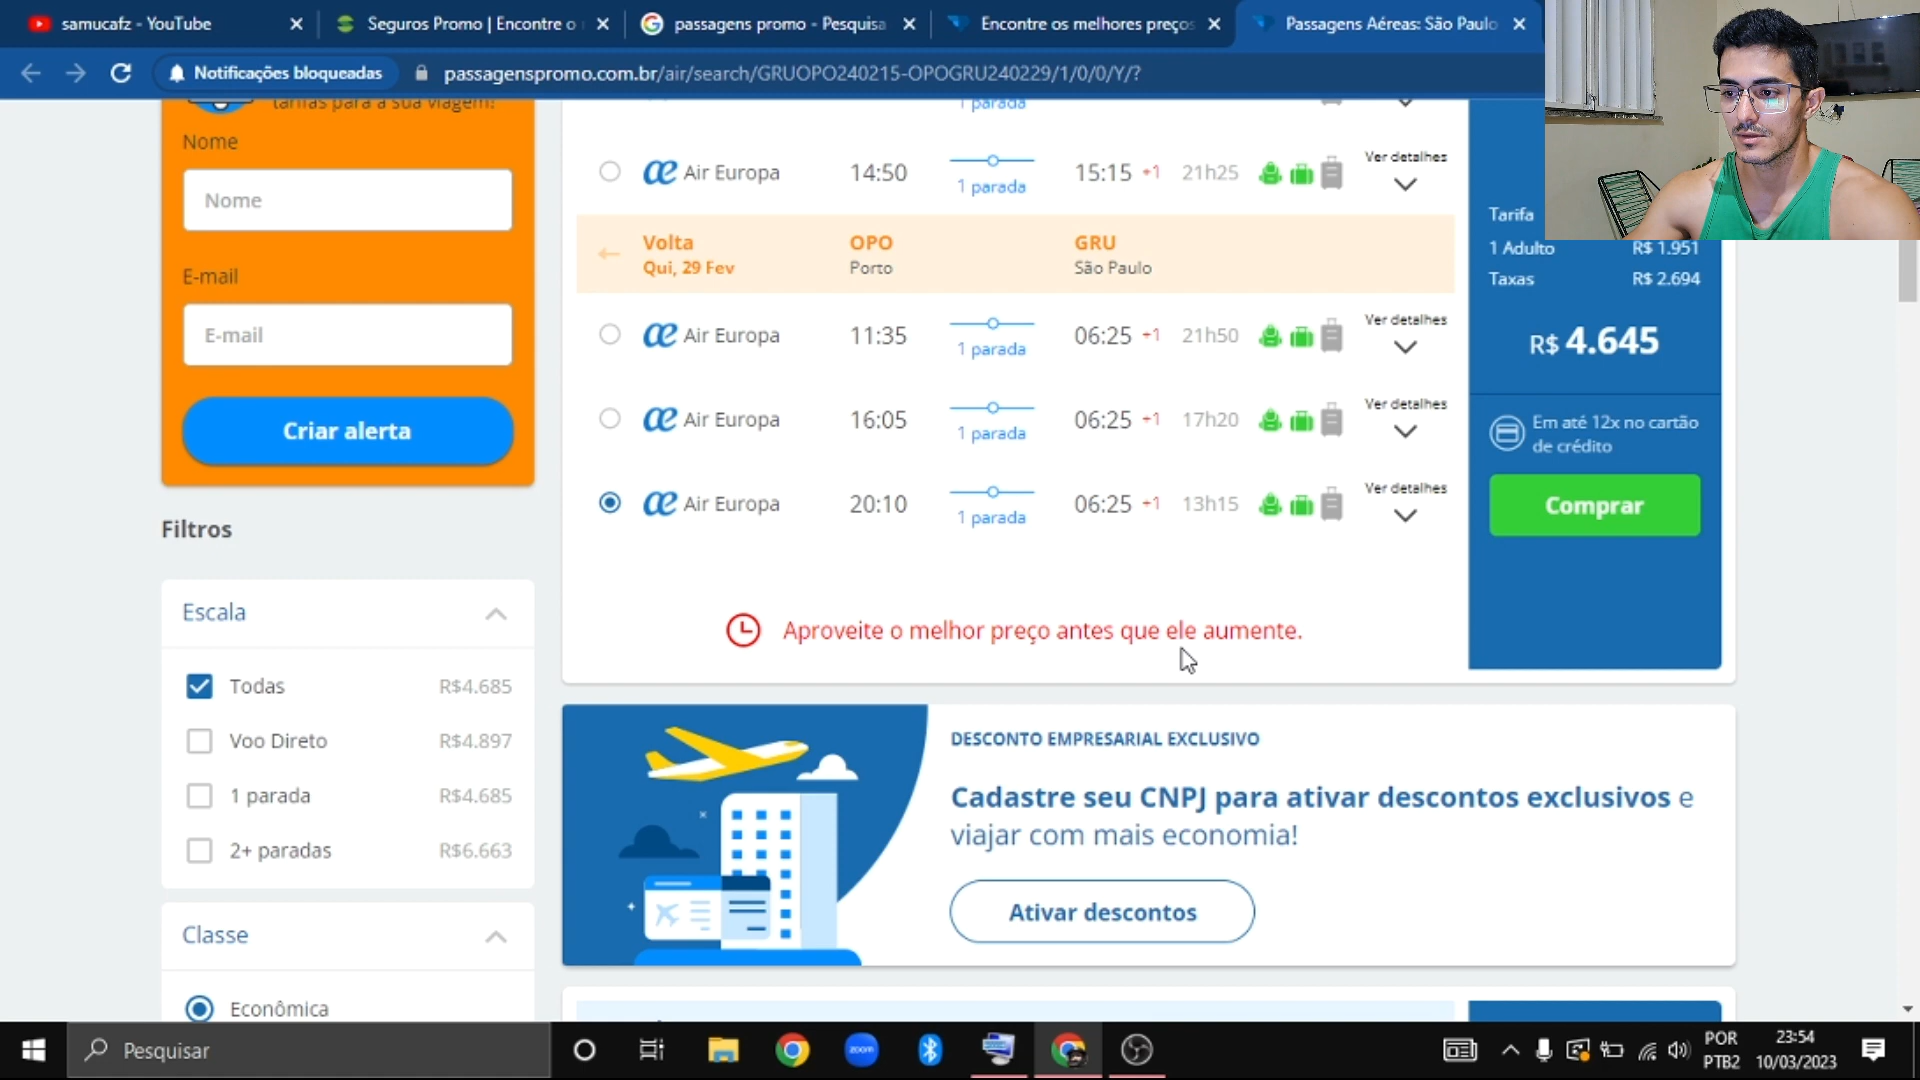 samucafz - YouTube
Seguros Promo | Encontre o
passagens promo - Pesquisa
Encontre os melhores preços
Passagens Aéreas: São Paulo
Notificações bloqueadas
passagenspromo.com.br/air/search/GRUOPO240215-OPOGRU240229/1/0/0/Y/?
tarifas para a sua viagem!
Nome
Nome
E-mail
E-mail
Criar alerta
Filtros
Escala
Todas R$4.685
Voo Direto R$4.897
1 parada R$4.685
2+ paradas R$6.663
Classe
Econômica
1 parada
Air Europa 14:50 1 parada 15:15 +1 21h25 Ver detalhes
Volta OPO GRU
Qui, 29 Fev Porto São Paulo
Air Europa 11:35 1 parada 06:25 +1 21h50 Ver detalhes
Air Europa 16:05 1 parada 06:25 +1 17h20 Ver detalhes
Air Europa 20:10 1 parada 06:25 +1 13h15 Ver detalhes
Aproveite o melhor preço antes que ele aumente.
Tarifa
1 Adulto R$ 1.951
Taxas R$ 2.694
R$ 4.645
Em até 12x no cartão
de crédito
Comprar
DESCONTO EMPRESARIAL EXCLUSIVO
Cadastre seu CNPJ para ativar descontos exclusivos e
viajar com mais economia!
Ativar descontos
Pesquisar
zoom
POR
PTB2
23:54
10/03/2023